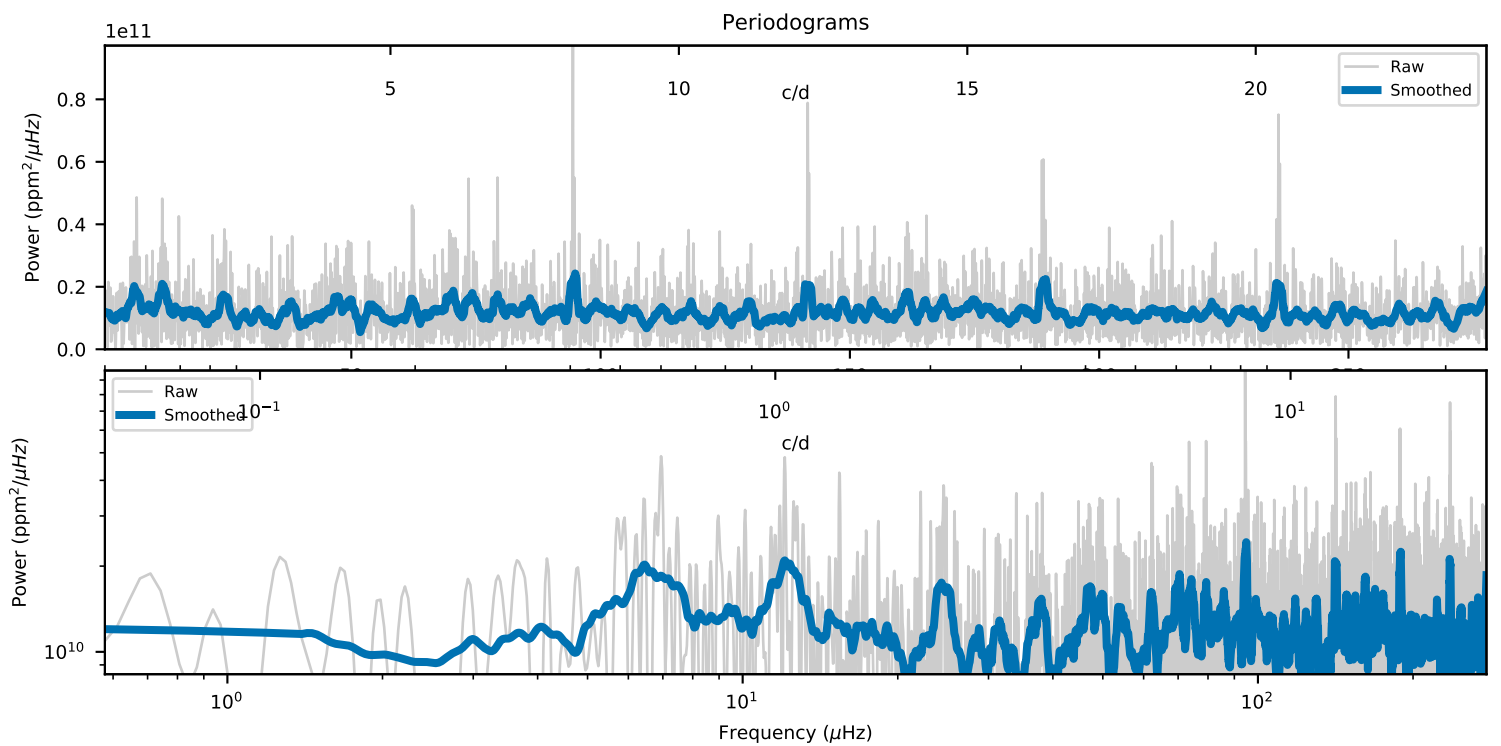 Periodograms
1e11
Power (ppm²/μHz)
0.8
0.6
0.4
0.2
0.0
5
10
15
20
c/d
Raw
Smoothed
Power (ppm²/μHz)
10¹⁰
Raw
Smoothed
10⁻¹
10⁰
10¹
c/d
10⁰
10¹
10²
Frequency (μHz)